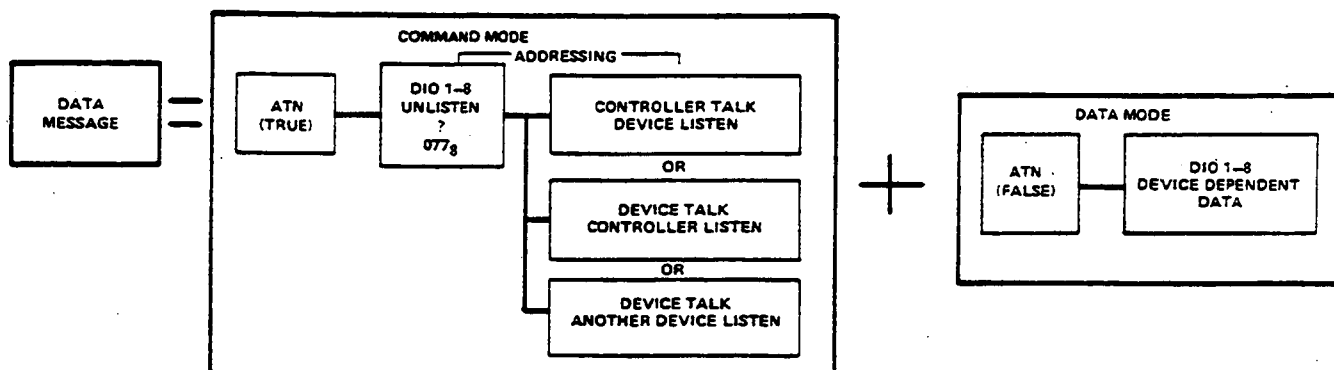 DATA
MESSAGE
=
COMMAND MODE
ADDRESSING
ATN
(TRUE)
DIO 1–8
UNLISTEN
?
077₈
CONTROLLER TALK
DEVICE LISTEN
OR
DEVICE TALK
CONTROLLER LISTEN
OR
DEVICE TALK
ANOTHER DEVICE LISTEN
+
DATA MODE
ATN
(FALSE)
DIO 1–8
DEVICE DEPENDENT
DATA